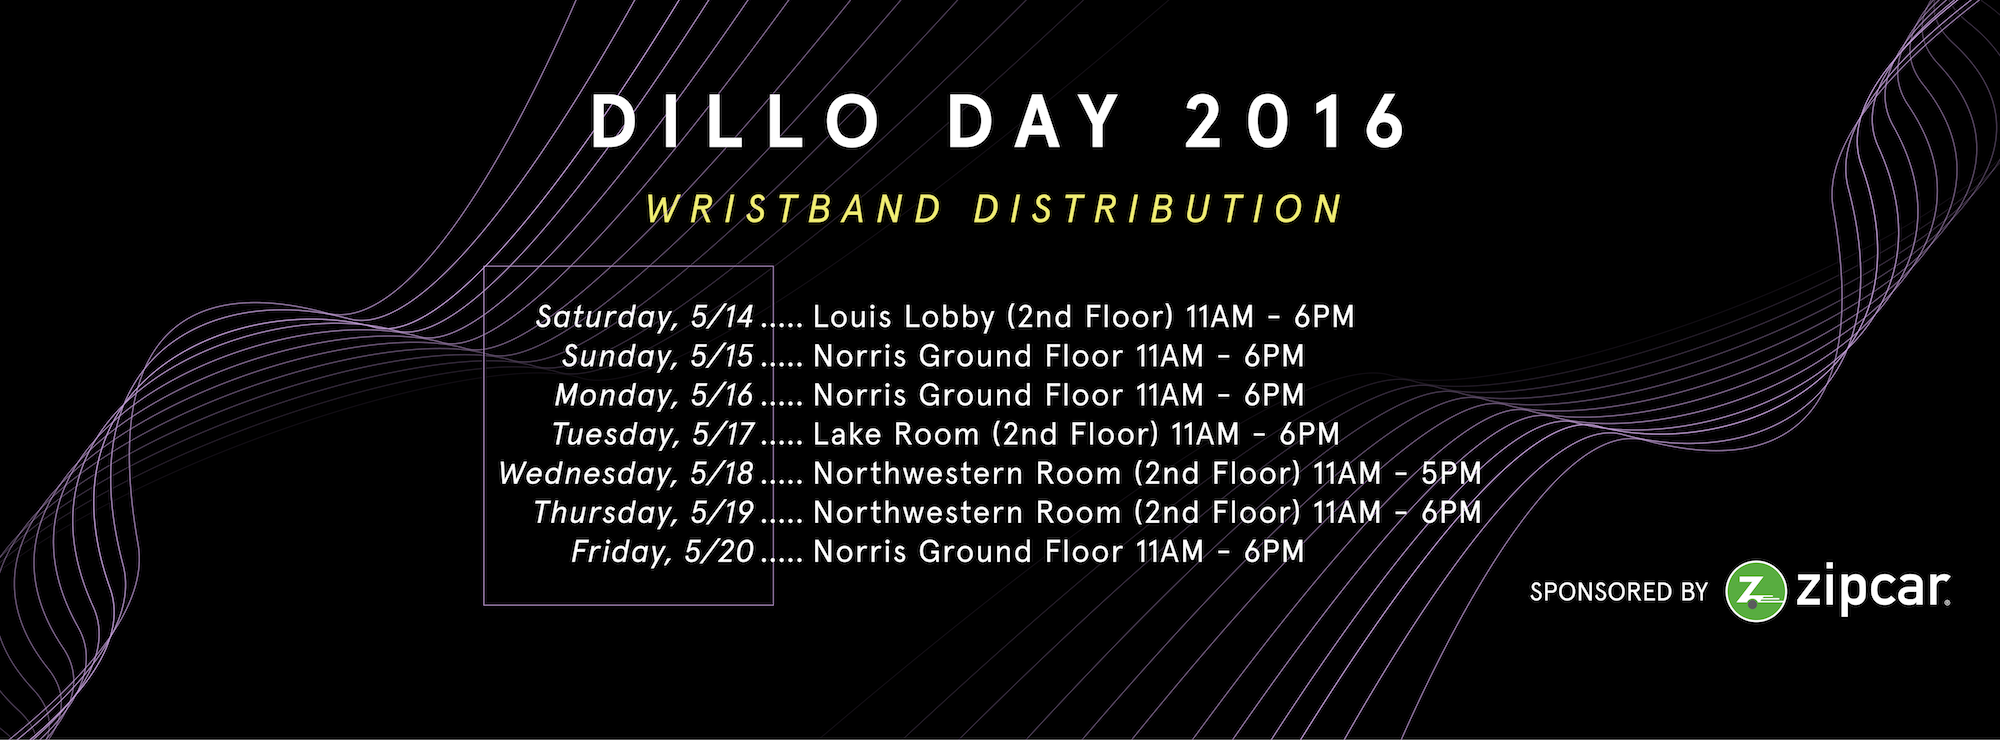 DILLO DAY 2016
WRISTBAND DISTRIBUTION
Saturday, 5/14 ..... Louis Lobby (2nd Floor) 11AM - 6PM
Sunday, 5/15 ..... Norris Ground Floor 11AM - 6PM
Monday, 5/16 ..... Norris Ground Floor 11AM - 6PM
Tuesday, 5/17 ..... Lake Room (2nd Floor) 11AM - 6PM
Wednesday, 5/18 ..... Northwestern Room (2nd Floor) 11AM - 5PM
Thursday, 5/19 ..... Northwestern Room (2nd Floor) 11AM - 6PM
Friday, 5/20 ..... Norris Ground Floor 11AM - 6PM
SPONSORED BY Z zipcar®